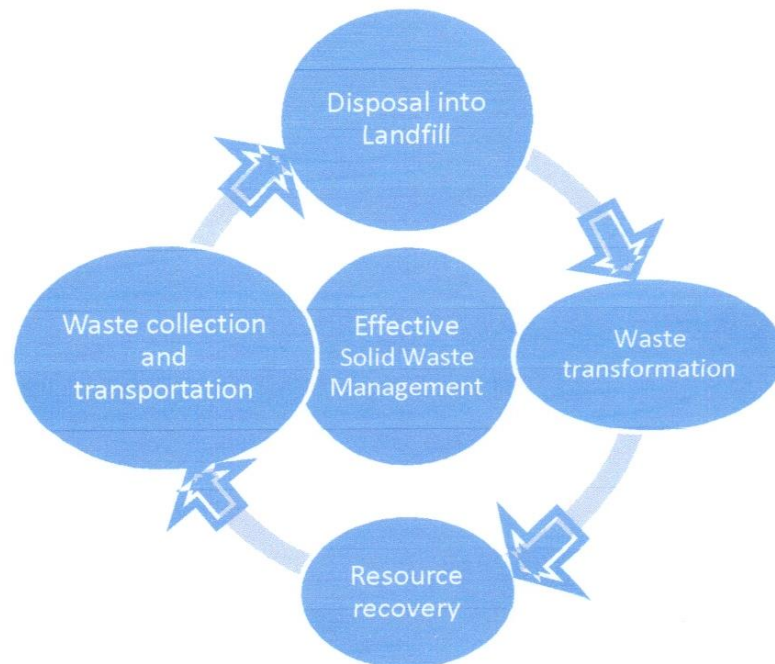 Disposal into
Landfill
Waste collection
and
transportation
Effective
Solid Waste
Management
Waste
transformation
Resource
recovery